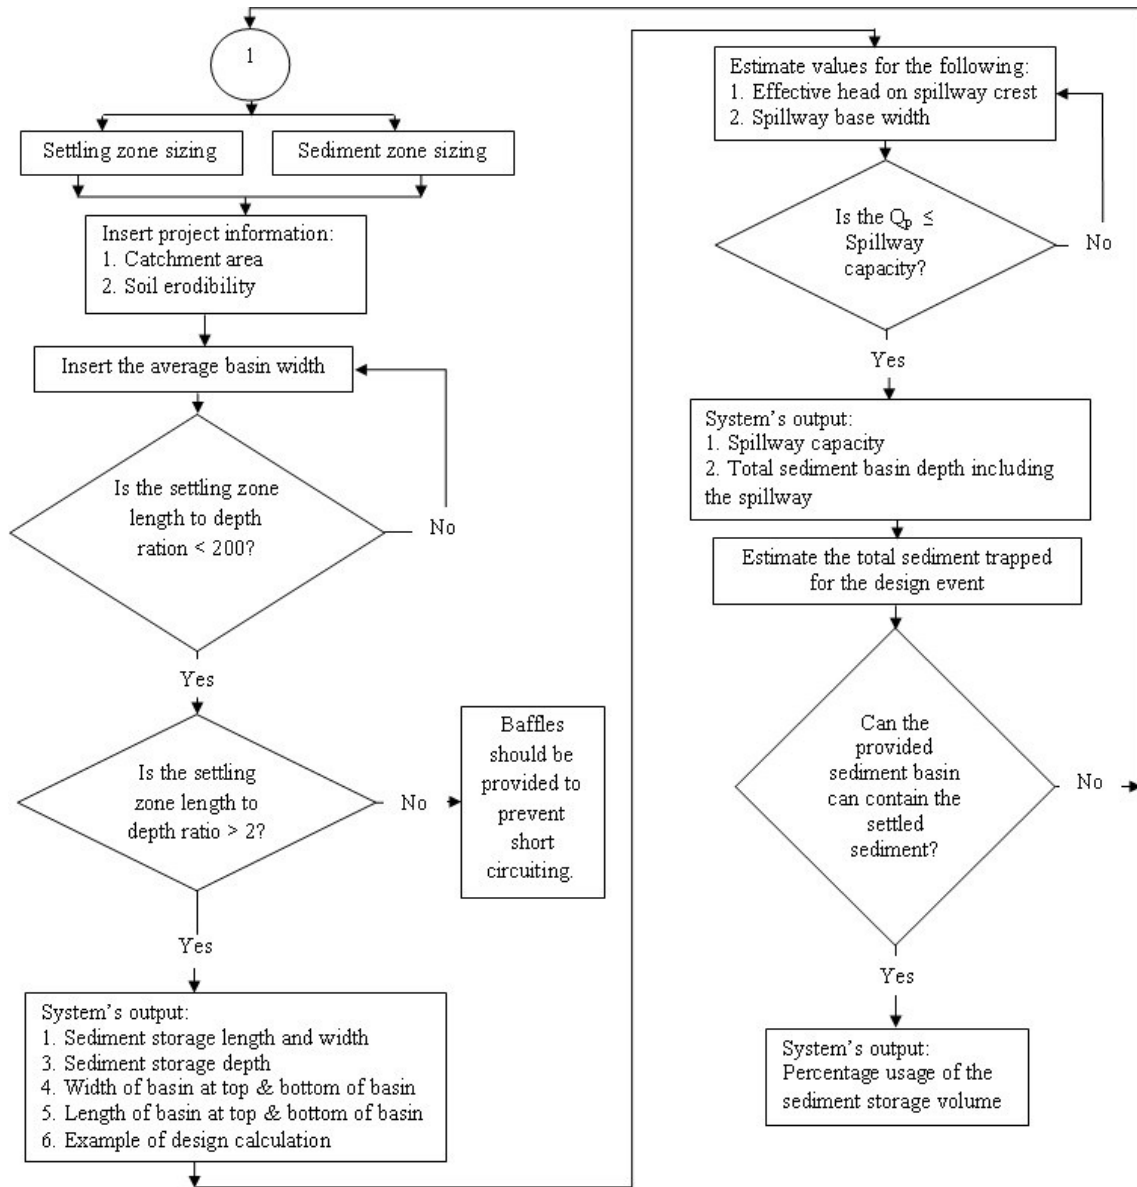 1
Settling zone sizing
Sediment zone sizing
Insert project information:
1. Catchment area
2. Soil erodibility
Insert the average basin width
Is the settling zone
length to depth
ration < 200?
No
Yes
Is the settling
zone length to
depth ratio > 2?
No
Baffles
should be
provided to
prevent
short
circuiting.
Yes
System's output:
1. Sediment storage length and width
3. Sediment storage depth
4. Width of basin at top & bottom of basin
5. Length of basin at top & bottom of basin
6. Example of design calculation
Estimate values for the following:
1. Effective head on spillway crest
2. Spillway base width
Is the Qp ≤
Spillway
capacity?
No
Yes
System's output:
1. Spillway capacity
2. Total sediment basin depth including
the spillway
Estimate the total sediment trapped
for the design event
Can the
provided
sediment basin
can contain the
settled
sediment?
No
Yes
System's output:
Percentage usage of the
sediment storage volume